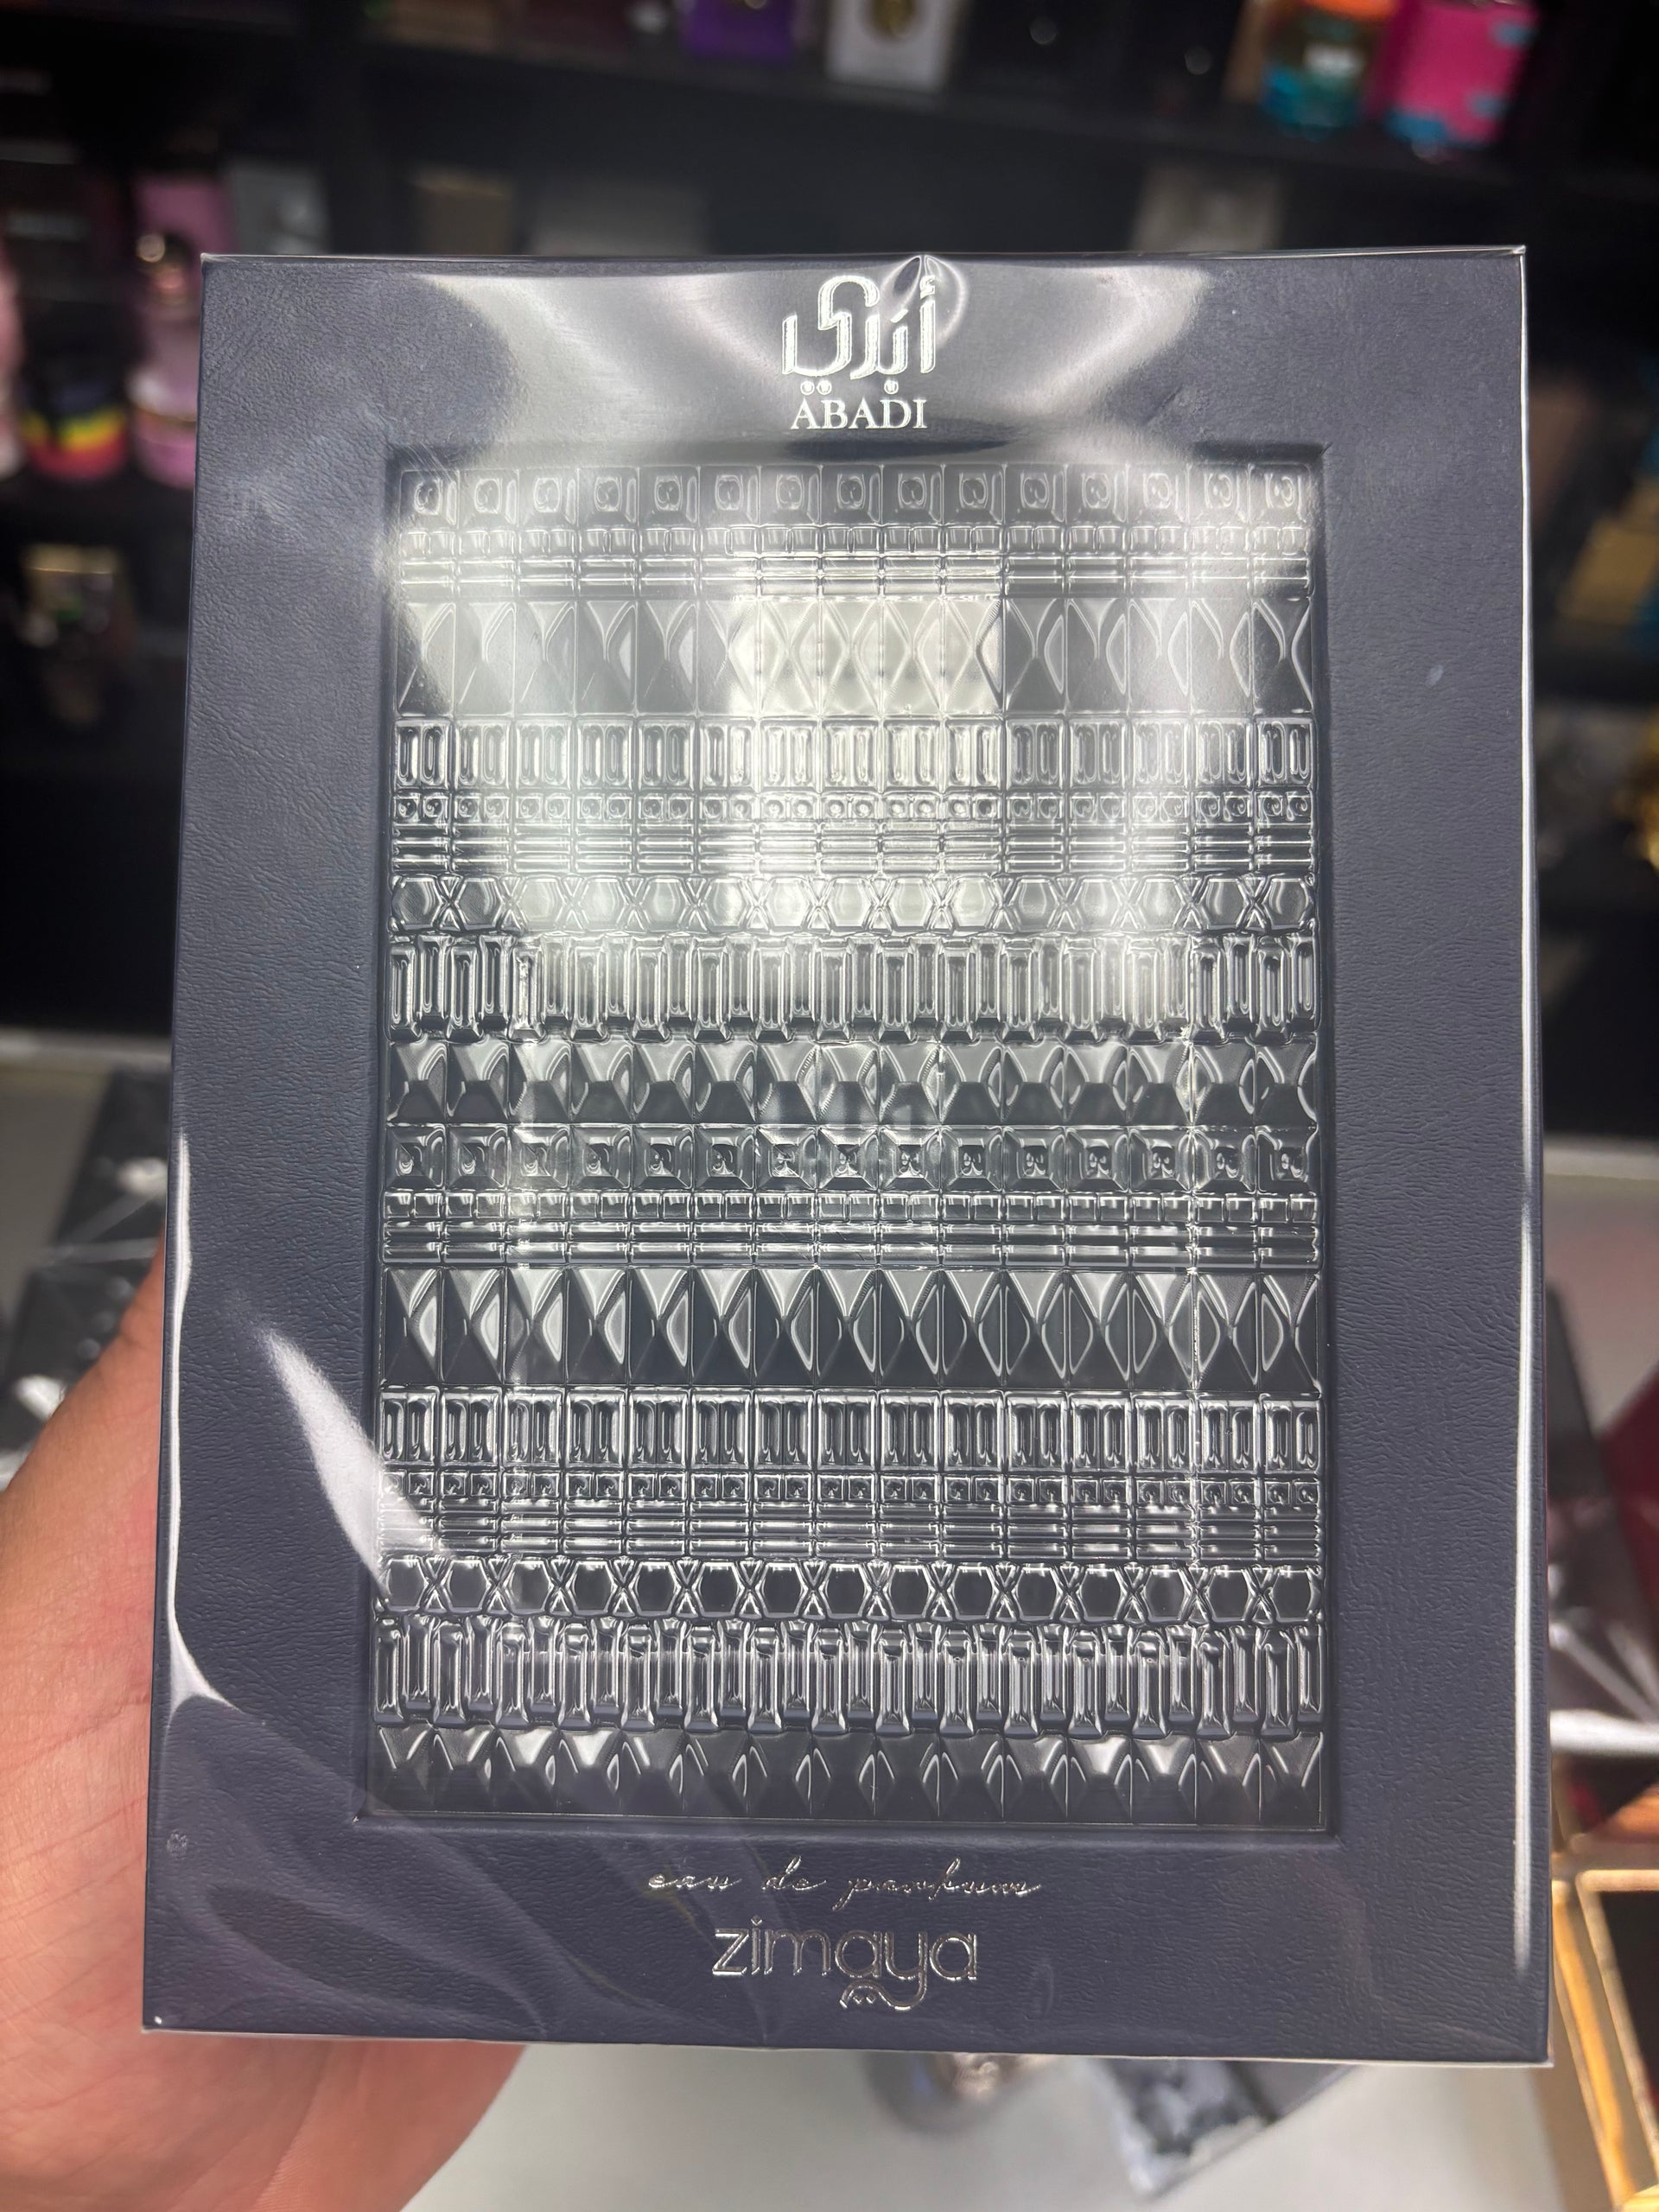 أبدي
ABADI
eau de parfum
zimaya